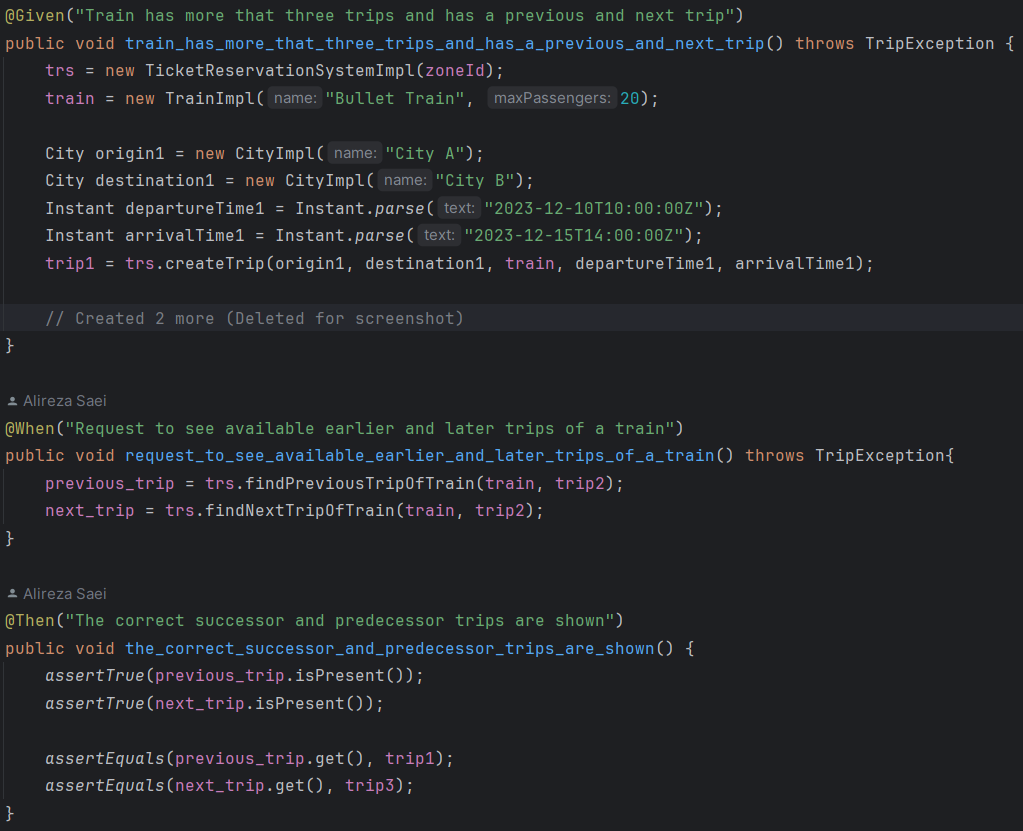 @Given("Train has more that three trips and has a previous and next trip")
public void train_has_more_that_three_trips_and_has_a_previous_and_next_trip() throws TripException {
trs = new TicketReservationSystemImpl(zoneId);
train = new TrainImpl( name: "Bullet Train", maxPassengers: 20);
City origin1 = new CityImpl( name: "City A");
City destination1 = new CityImpl( name: "City B");
Instant departureTime1 = Instant.parse( text: "2023-12-10T10:00:00Z");
Instant arrivalTime1 = Instant.parse( text: "2023-12-15T14:00:00Z");
trip1 = trs.createTrip(origin1, destination1, train, departureTime1, arrivalTime1);
// Created 2 more (Deleted for screenshot)
}
Alireza Saei
@When("Request to see available earlier and later trips of a train")
public void request_to_see_available_earlier_and_later_trips_of_a_train() throws TripException{
previous_trip = trs.findPreviousTripOfTrain(train, trip2);
next_trip = trs.findNextTripOfTrain(train, trip2);
}
Alireza Saei
@Then("The correct successor and predecessor trips are shown")
public void the_correct_successor_and_predecessor_trips_are_shown() {
assertTrue(previous_trip.isPresent());
assertTrue(next_trip.isPresent());
assertEquals(previous_trip.get(), trip1);
assertEquals(next_trip.get(), trip3);
}